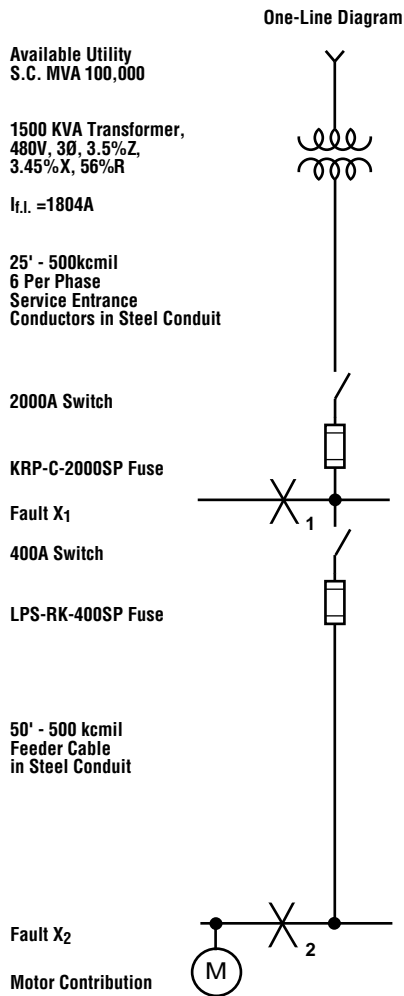 One-Line Diagram
Available Utility
S.C. MVA 100,000
1500 KVA Transformer,
480V, 3Ø, 3.5%Z,
3.45%X, 56%R
If.l. =1804A
25' - 500kcmil
6 Per Phase
Service Entrance
Conductors in Steel Conduit
2000A Switch
KRP-C-2000SP Fuse
Fault X1
1
400A Switch
LPS-RK-400SP Fuse
50' - 500 kcmil
Feeder Cable
in Steel Conduit
Fault X2
2
Motor Contribution
M